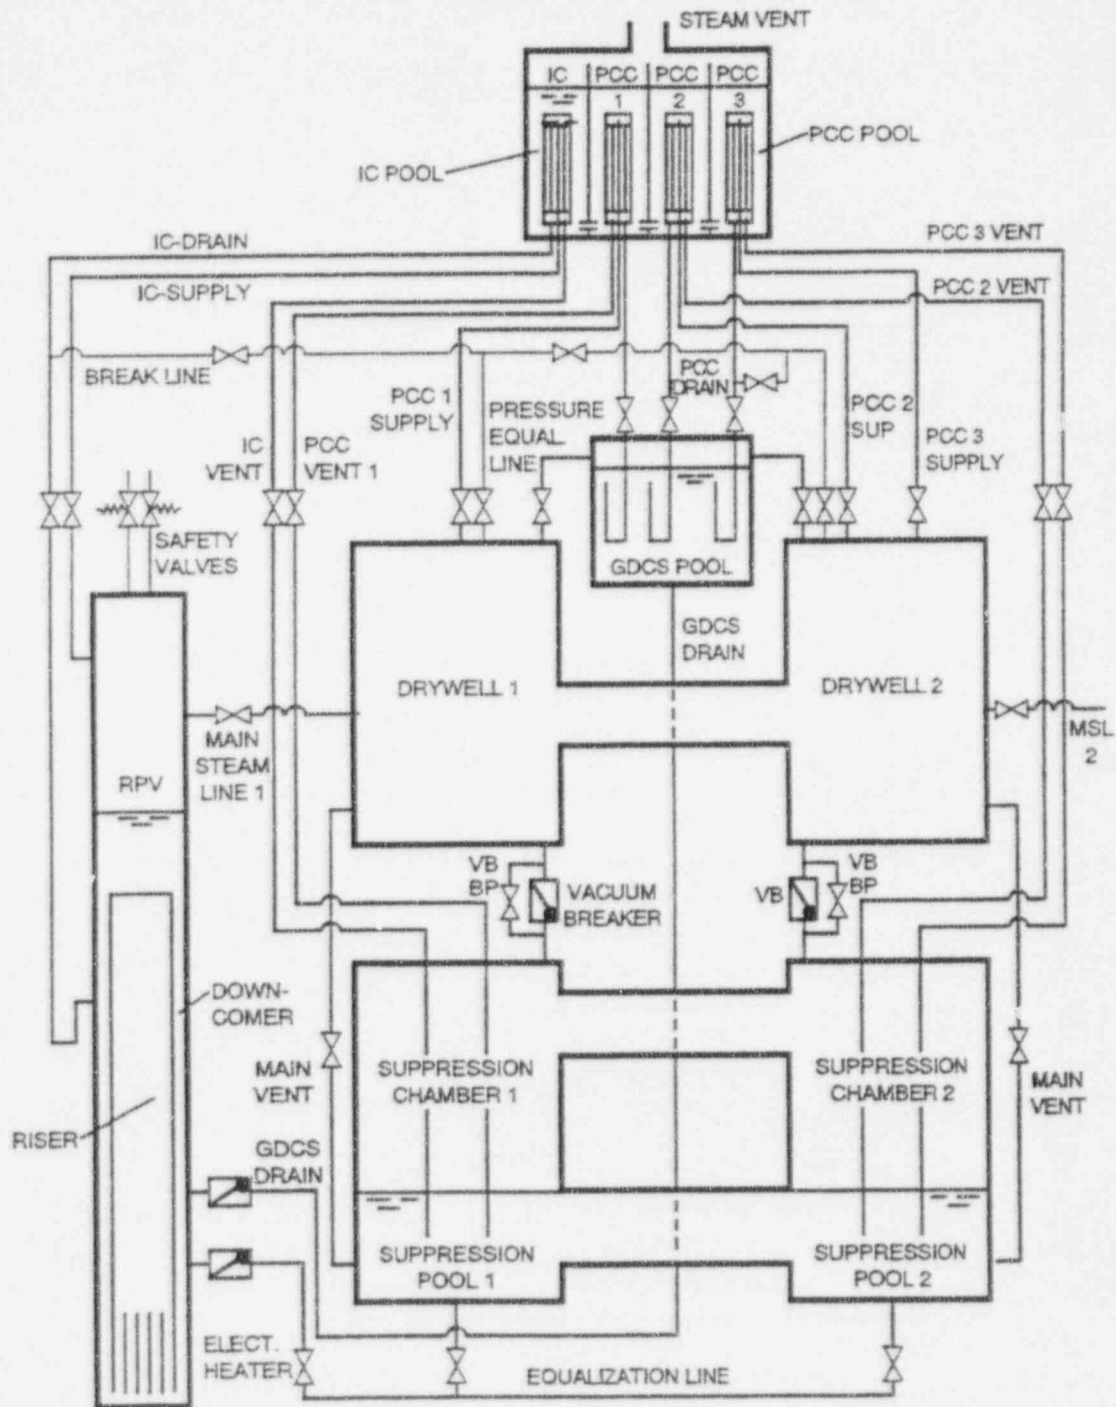 STEAM VENT
IC
PCC
PCC
PCC
1
2
3
IC POOL
PCC POOL
IC-DRAIN
IC-SUPPLY
PCC 3 VENT
PCC 2 VENT
BREAK LINE
PCC 1
SUPPLY
PRESSURE
EQUAL
LINE
PCC
DRAIN
PCC 2
SUP
PCC 3
SUPPLY
IC
VENT
PCC
VENT 1
SAFETY
VALVES
GDCS POOL
GDCS
DRAIN
DRYWELL 1
DRYWELL 2
MAIN
STEAM
LINE 1
MSL
2
RPV
VB
BP
VACUUM
BREAKER
VB
VB
BP
DOWN-
COMER
MAIN
VENT
SUPPRESSION
CHAMBER 1
SUPPRESSION
CHAMBER 2
MAIN
VENT
RISER
GDCS
DRAIN
SUPPRESSION
POOL 1
SUPPRESSION
POOL 2
ELECT.
HEATER
EQUALIZATION LINE